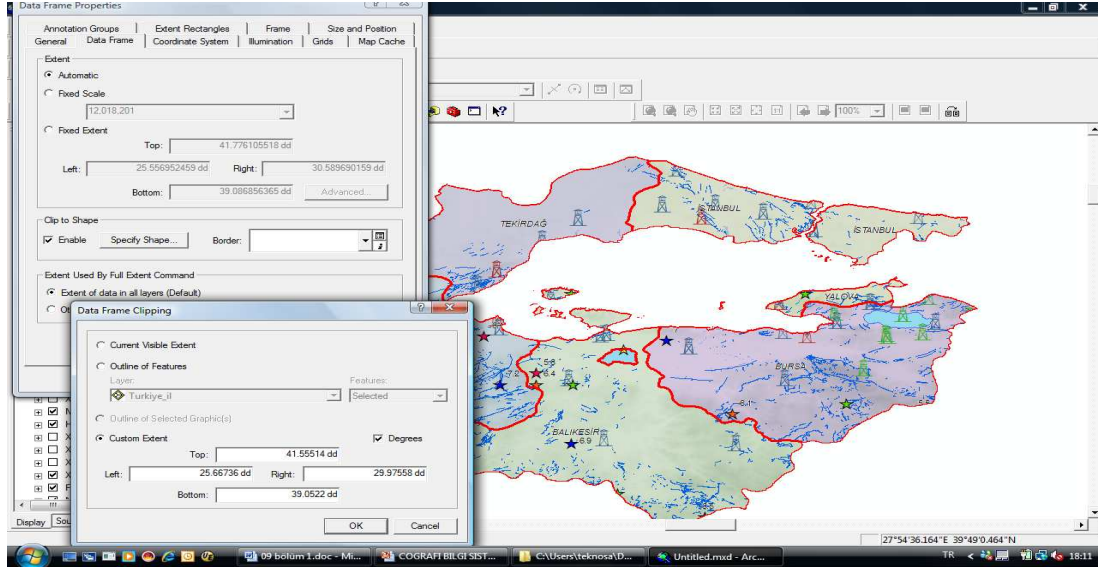 Data Frame Properties
Annotation Groups Extent Rectangles Frame Size and Position
General Data Frame Coordinate System Illumination Grids Map Cache
Extent
Automatic
Fixed Scale
12.018.201
Fixed Extent
Top: 41.776105518 dd
Left: 25.556952459 dd Right: 30.589690159 dd
Bottom: 39.086856365 dd Advanced...
Clip to Shape
Enable Specify Shape... Border:
Extent Used By Full Extent Command
Extent of data in all layers (Default)
Data Frame Clipping
Current Visible Extent
Outline of Features
Layer: Features:
Turkiye_il Selected
Outline of Selected Graphic(s)
Custom Extent Degrees
Top: 41.55514 dd
Left: 25.66736 dd Right: 29.97558 dd
Bottom: 39.0522 dd
OK Cancel
100%
TEKİRDAĞ
İSTANBUL
İSTANBUL
YALOVA
BURSA
BALIKESİR
6.4
6.9
Display
27°54'36.164"E 39°49'0.464"N
09 bolum 1.doc - Mi...
COGRAFI BILGI SIST...
C:\Users\teknosa\D...
Untitled.mxd - Arc...
TR
18:11